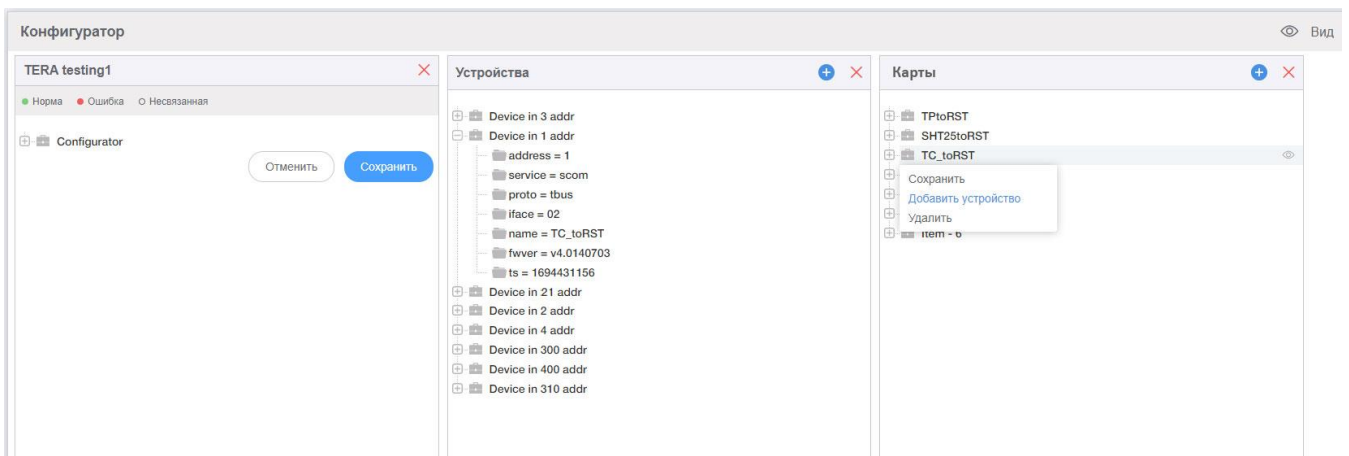 Конфигуратор
Вид
TERA testing1
Норма Ошибка Несвязанная
Configurator
Отменить Сохранить
Устройства
Device in 3 addr
Device in 1 addr
address = 1
service = scom
proto = tbus
iface = 02
name = TC_toRST
fwver = v4.0140703
ts = 1694431156
Device in 21 addr
Device in 2 addr
Device in 4 addr
Device in 300 addr
Device in 400 addr
Device in 310 addr
Карты
TPtoRST
SHT25toRST
TC_toRST
Сохранить
Добавить устройство
Удалить
Item - 6